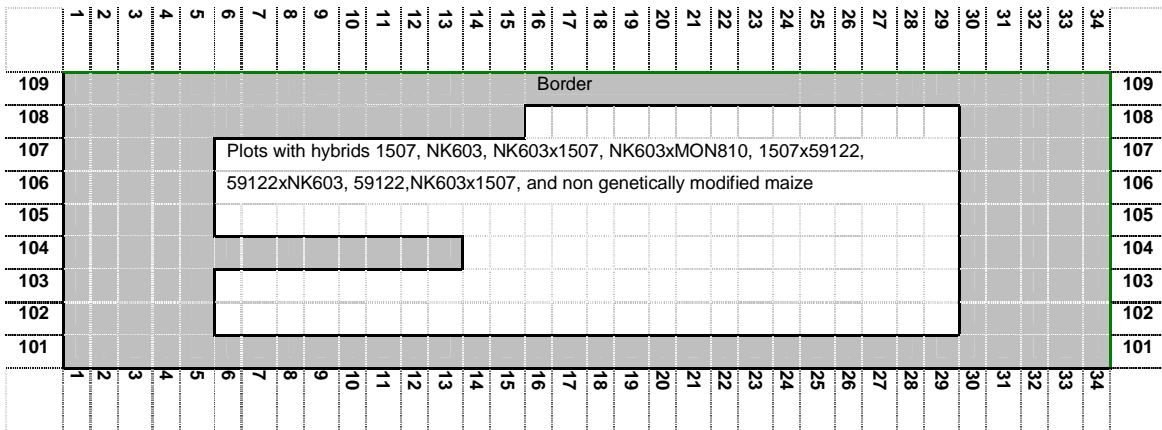 1 2 3 4 5 6 7 8 9 10 11 12 13 14 15 16 17 18 19 20 21 22 23 24 25 26 27 28 29 30 31 32 33 34
109 Border 109
108 108
107 Plots with hybrids 1507, NK603, NK603x1507, NK603xMON810, 1507x59122, 107
106 59122xNK603, 59122,NK603x1507, and non genetically modified maize 106
105 105
104 104
103 103
102 102
101 101
1 2 3 4 5 6 7 8 9 10 11 12 13 14 15 16 17 18 19 20 21 22 23 24 25 26 27 28 29 30 31 32 33 34